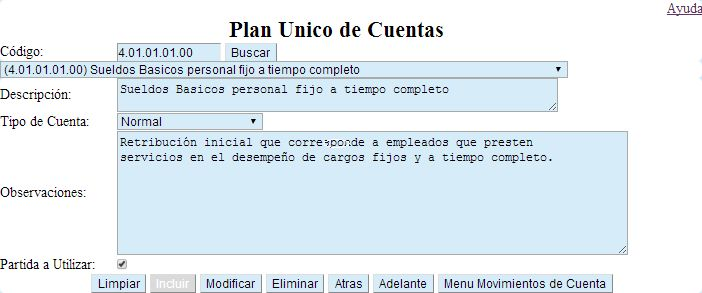 Ayuda
Plan Unico de Cuentas
Código: 4.01.01.01.00 Buscar
(4.01.01.01.00) Sueldos Basicos personal fijo a tiempo completo
Descripción: Sueldos Basicos personal fijo a tiempo completo
Tipo de Cuenta: Normal
Observaciones: Retribución inicial que corresponde a empleados que presten
servicios en el desempeño de cargos fijos y a tiempo completo.
Partida a Utilizar:
Limpiar Incluir Modificar Eliminar Atras Adelante Menu Movimientos de Cuenta